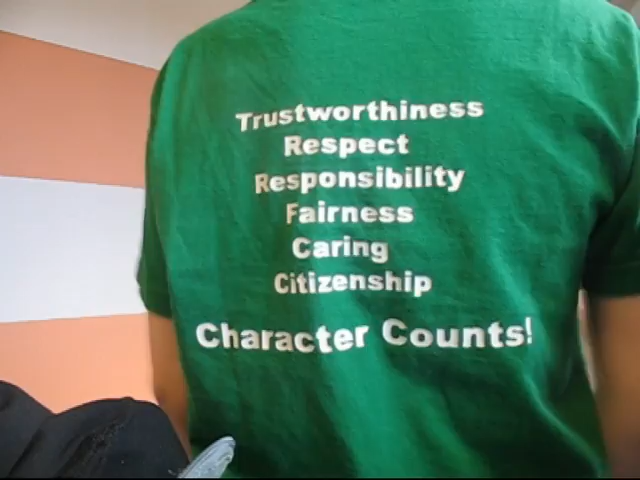 Trustworthiness
Respect
Responsibility
Fairness
Caring
Citizenship
Character Counts!